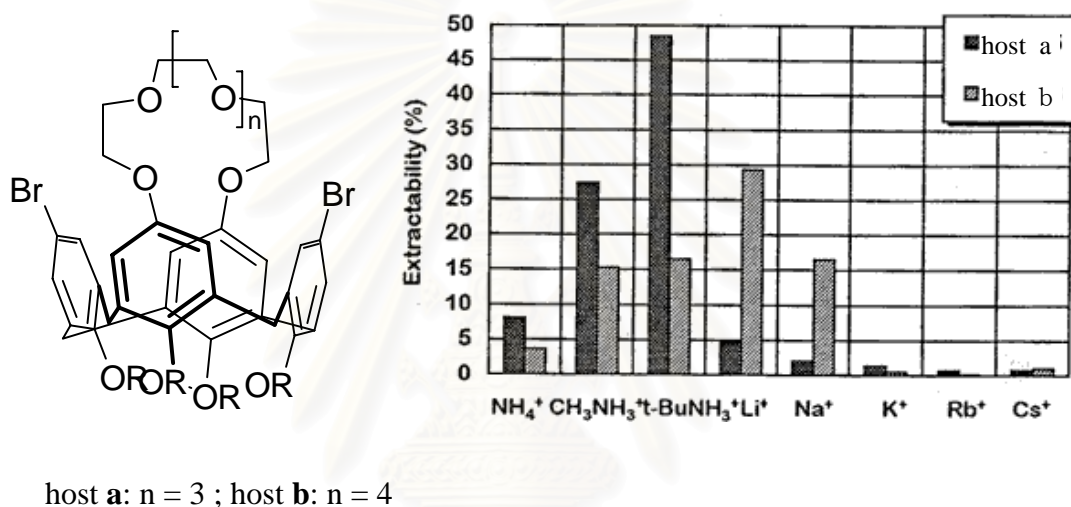 O
O
n
O
O
Br
Br
OR
OR
OR
OR
50
45
40
35
30
25
20
15
10
5
0
Extractability (%)
host a
host b
NH₄⁺ CH₃NH₃⁺ t-BuNH₃⁺ Li⁺ Na⁺ K⁺ Rb⁺ Cs⁺
host a: n = 3 ; host b: n = 4